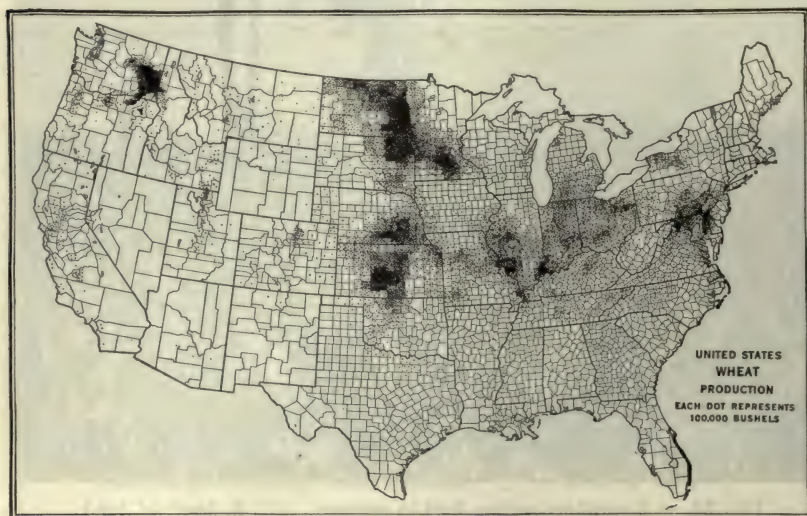 UNITED STATES
WHEAT
PRODUCTION
EACH DOT REPRESENTS
100,000 BUSHELS